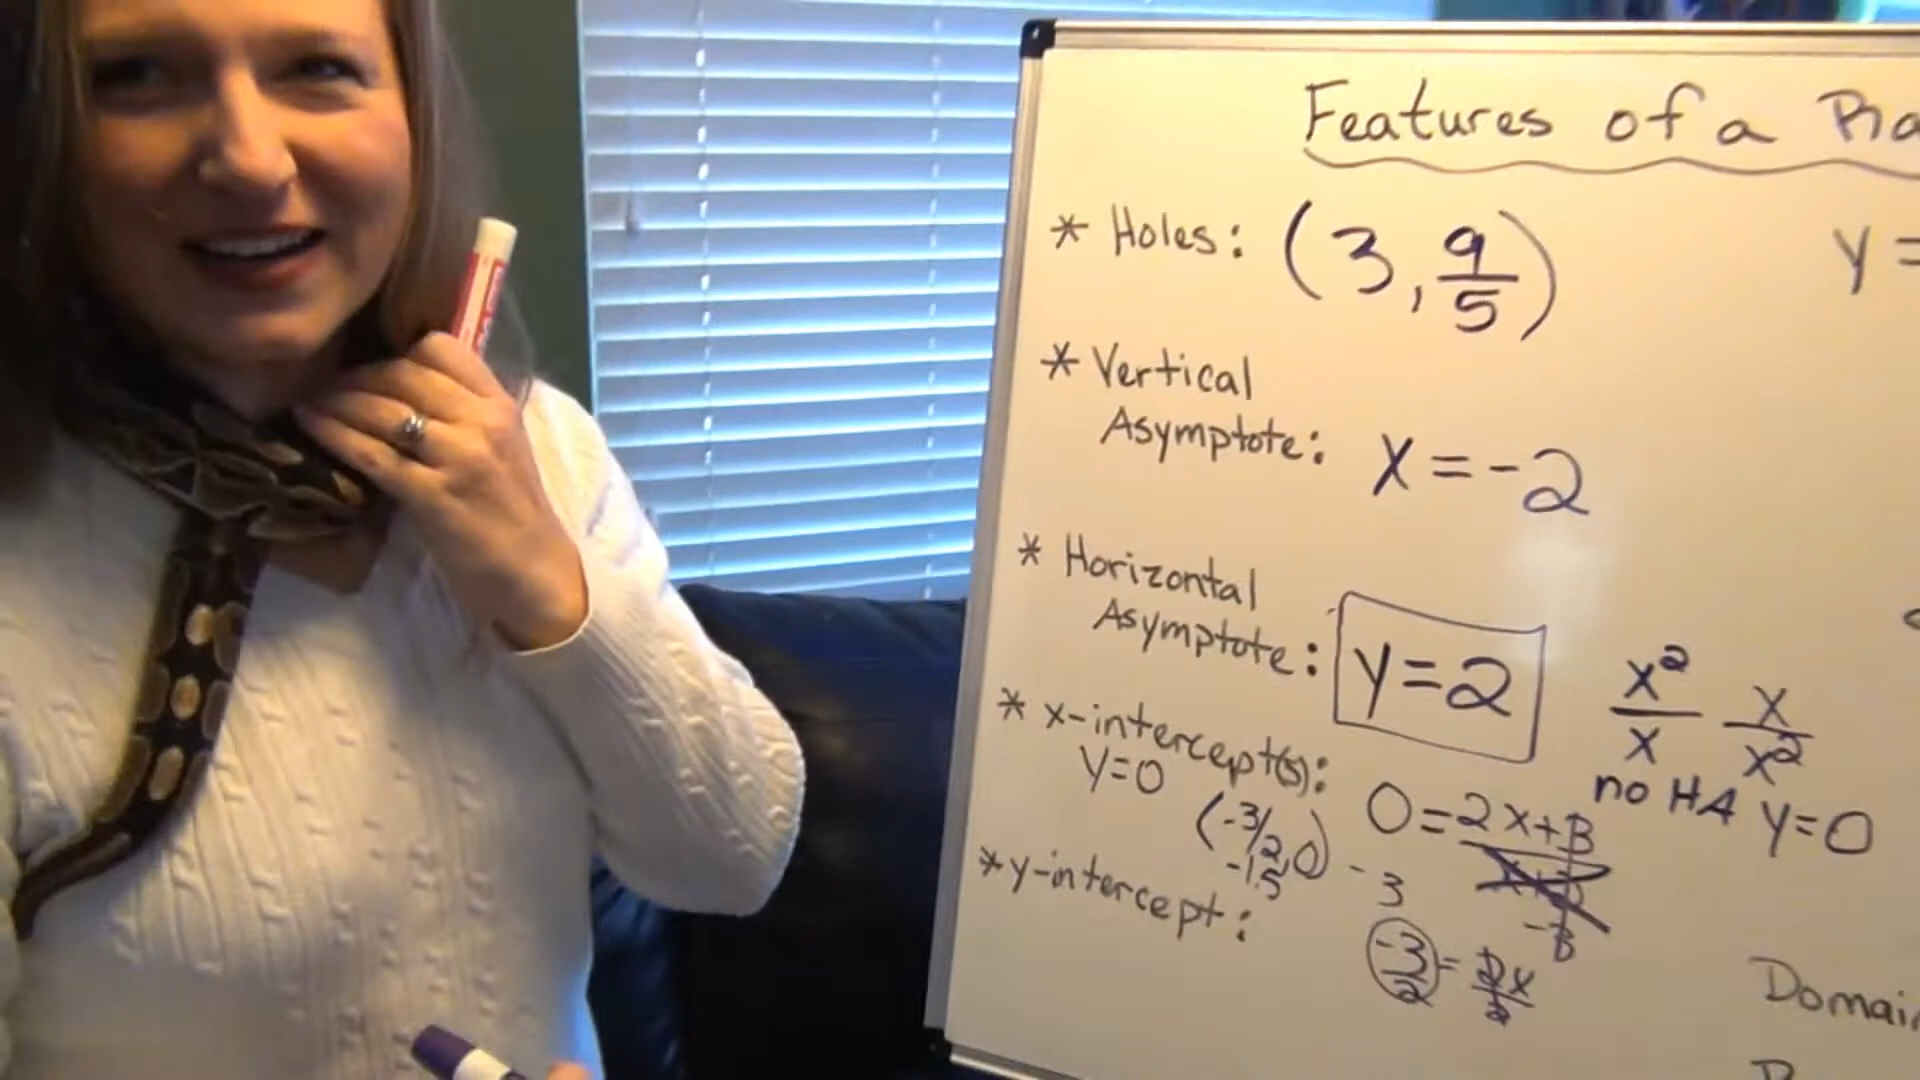 Features of a Ra
* Holes: (3, 9/5)
y =
* Vertical
Asymptote: x = -2
* Horizontal
Asymptote: y=2
x²/x x/x²
no HA y=0
* x-intercept(s):
y=0
0=2x+3
(-3/2,0)
-1.5
-3
-3
* y-intercept:
-3/2 = 2x/2
Domain